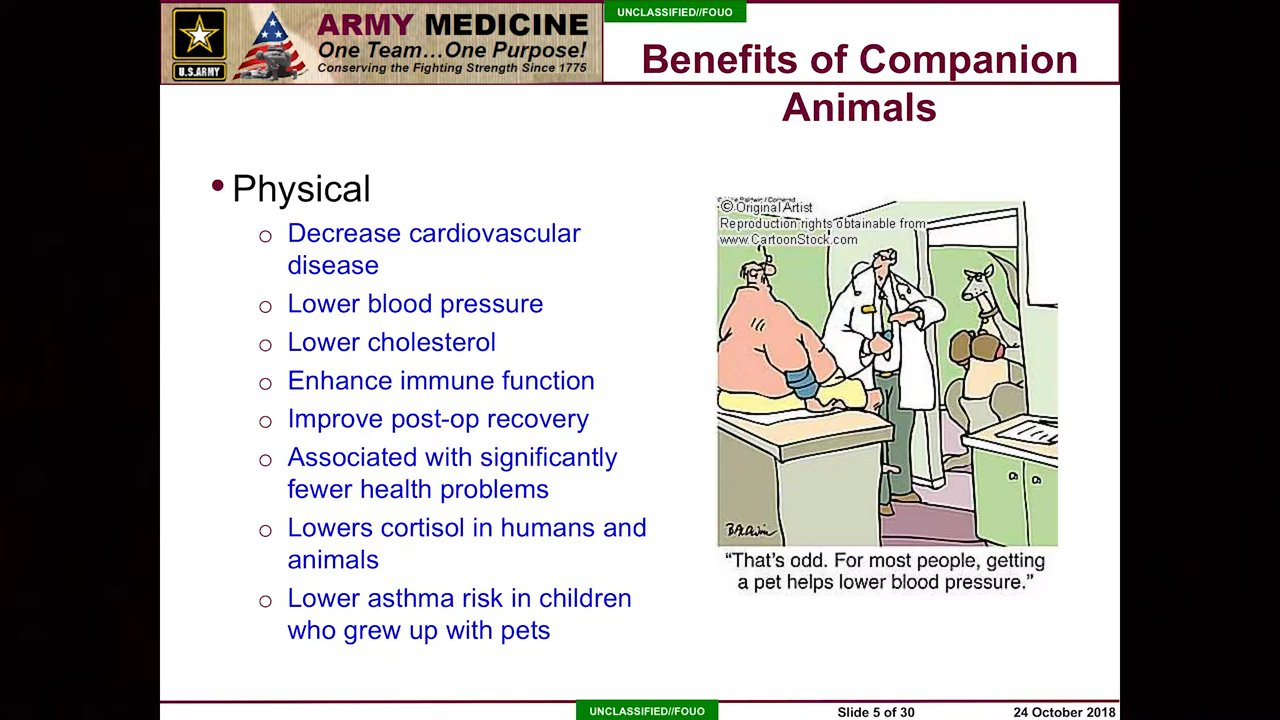 UNCLASSIFIED//FOUO
ARMY MEDICINE
One Team…One Purpose!
Conserving the Fighting Strength Since 1775
U.S.ARMY
Benefits of Companion
Animals
• Physical
o Decrease cardiovascular
disease
o Lower blood pressure
o Lower cholesterol
o Enhance immune function
o Improve post-op recovery
o Associated with significantly
fewer health problems
o Lowers cortisol in humans and
animals
o Lower asthma risk in children
who grew up with pets
© Original Artist
Reproduction rights obtainable from
www.CartoonStock.com
BALDWIN
“That’s odd. For most people, getting
a pet helps lower blood pressure.”
UNCLASSIFIED//FOUO
Slide 5 of 30
24 October 2018